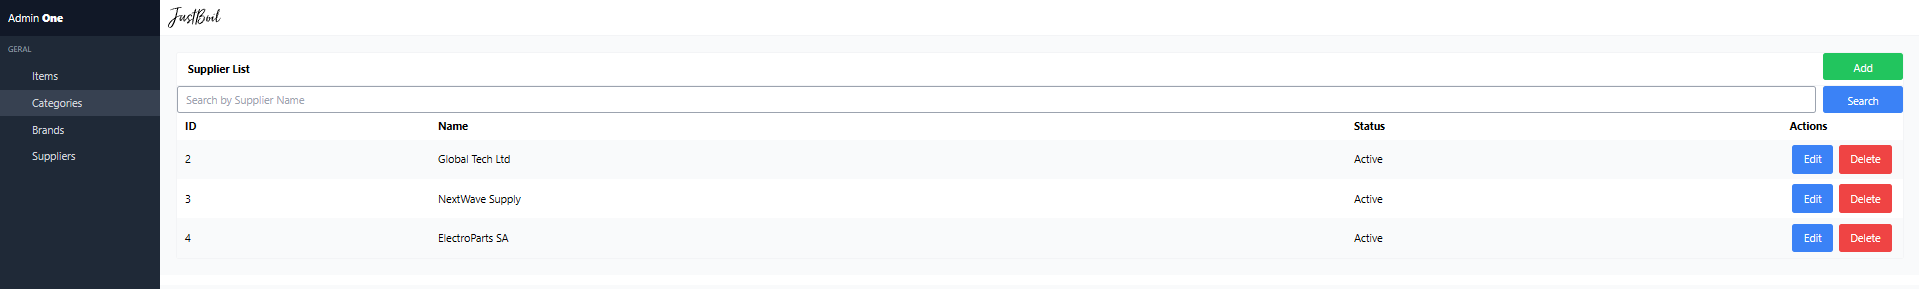 Admin One
JustBoil
GERAL
Items
Categories
Brands
Suppliers
Supplier List
Add
Search by Supplier Name
Search
ID Name Status Actions
2 Global Tech Ltd Active Edit Delete
3 NextWave Supply Active Edit Delete
4 ElectroParts SA Active Edit Delete